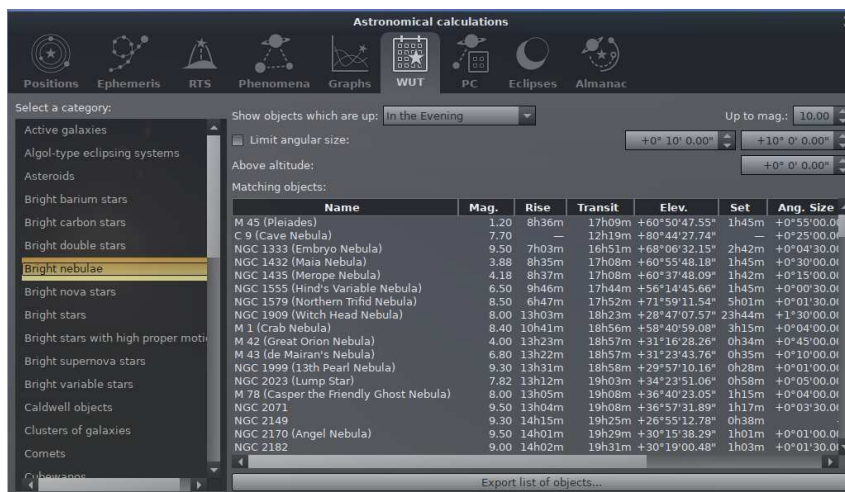 Astronomical calculations
Positions Ephemeris RTS Phenomena Graphs WUT PC Eclipses Almanac
Select a category:
Active galaxies
Algol-type eclipsing systems
Asteroids
Bright barium stars
Bright carbon stars
Bright double stars
Bright nebulae
Bright nova stars
Bright stars
Bright stars with high proper moti
Bright supernova stars
Bright variable stars
Caldwell objects
Clusters of galaxies
Comets
Cubewanos
Show objects which are up: In the Evening Up to mag.: 10.00
Limit angular size: +0° 10' 0.00" +10° 0' 0.00"
Above altitude: +0° 0' 0.00"
Matching objects:
Name Mag. Rise Transit Elev. Set Ang. Size
M 45 (Pleiades) 1.20 8h36m 17h09m +60°50'47.55" 1h45m +0°55'00.0
C 9 (Cave Nebula) 7.70 — 12h19m +80°44'27.74" — +0°25'00.0
NGC 1333 (Embryo Nebula) 9.50 7h03m 16h51m +68°06'32.15" 2h42m +0°04'30.0
NGC 1432 (Maia Nebula) 3.88 8h35m 17h08m +60°55'48.18" 1h45m +0°30'00.0
NGC 1435 (Merope Nebula) 4.18 8h37m 17h08m +60°37'48.09" 1h42m +0°15'00.0
NGC 1555 (Hind's Variable Nebula) 6.50 9h46m 17h44m +56°14'45.66" 1h45m +0°00'30.0
NGC 1579 (Northern Trifid Nebula) 8.50 6h47m 17h52m +71°59'11.54" 5h01m +0°01'30.0
NGC 1909 (Witch Head Nebula) 8.00 13h03m 18h23m +28°47'07.57" 23h44m +1°30'00.0
M 1 (Crab Nebula) 8.40 10h41m 18h56m +58°40'59.08" 3h15m +0°04'00.0
M 42 (Great Orion Nebula) 4.00 13h23m 18h57m +31°16'28.26" 0h34m +0°45'00.0
M 43 (de Mairan's Nebula) 6.80 13h22m 18h57m +31°23'43.76" 0h35m +0°10'00.0
NGC 1999 (13th Pearl Nebula) 9.30 13h31m 18h58m +29°57'10.16" 0h28m +0°01'00.0
NGC 2023 (Lump Star) 7.82 13h12m 19h03m +34°23'51.06" 0h58m +0°05'00.0
M 78 (Casper the Friendly Ghost Nebula) 8.00 13h05m 19h08m +36°40'23.05" 1h15m +0°04'00.0
NGC 2071 9.50 13h04m 19h08m +36°57'31.89" 1h17m +0°03'30.0
NGC 2149 9.30 14h15m 19h25m +26°55'12.78" 0h38m
NGC 2170 (Angel Nebula) 9.50 14h01m 19h29m +30°15'38.29" 1h01m +0°01'00.0
NGC 2182 9.00 14h02m 19h31m +30°19'00.48" 1h03m +0°01'30.0
Export list of objects...